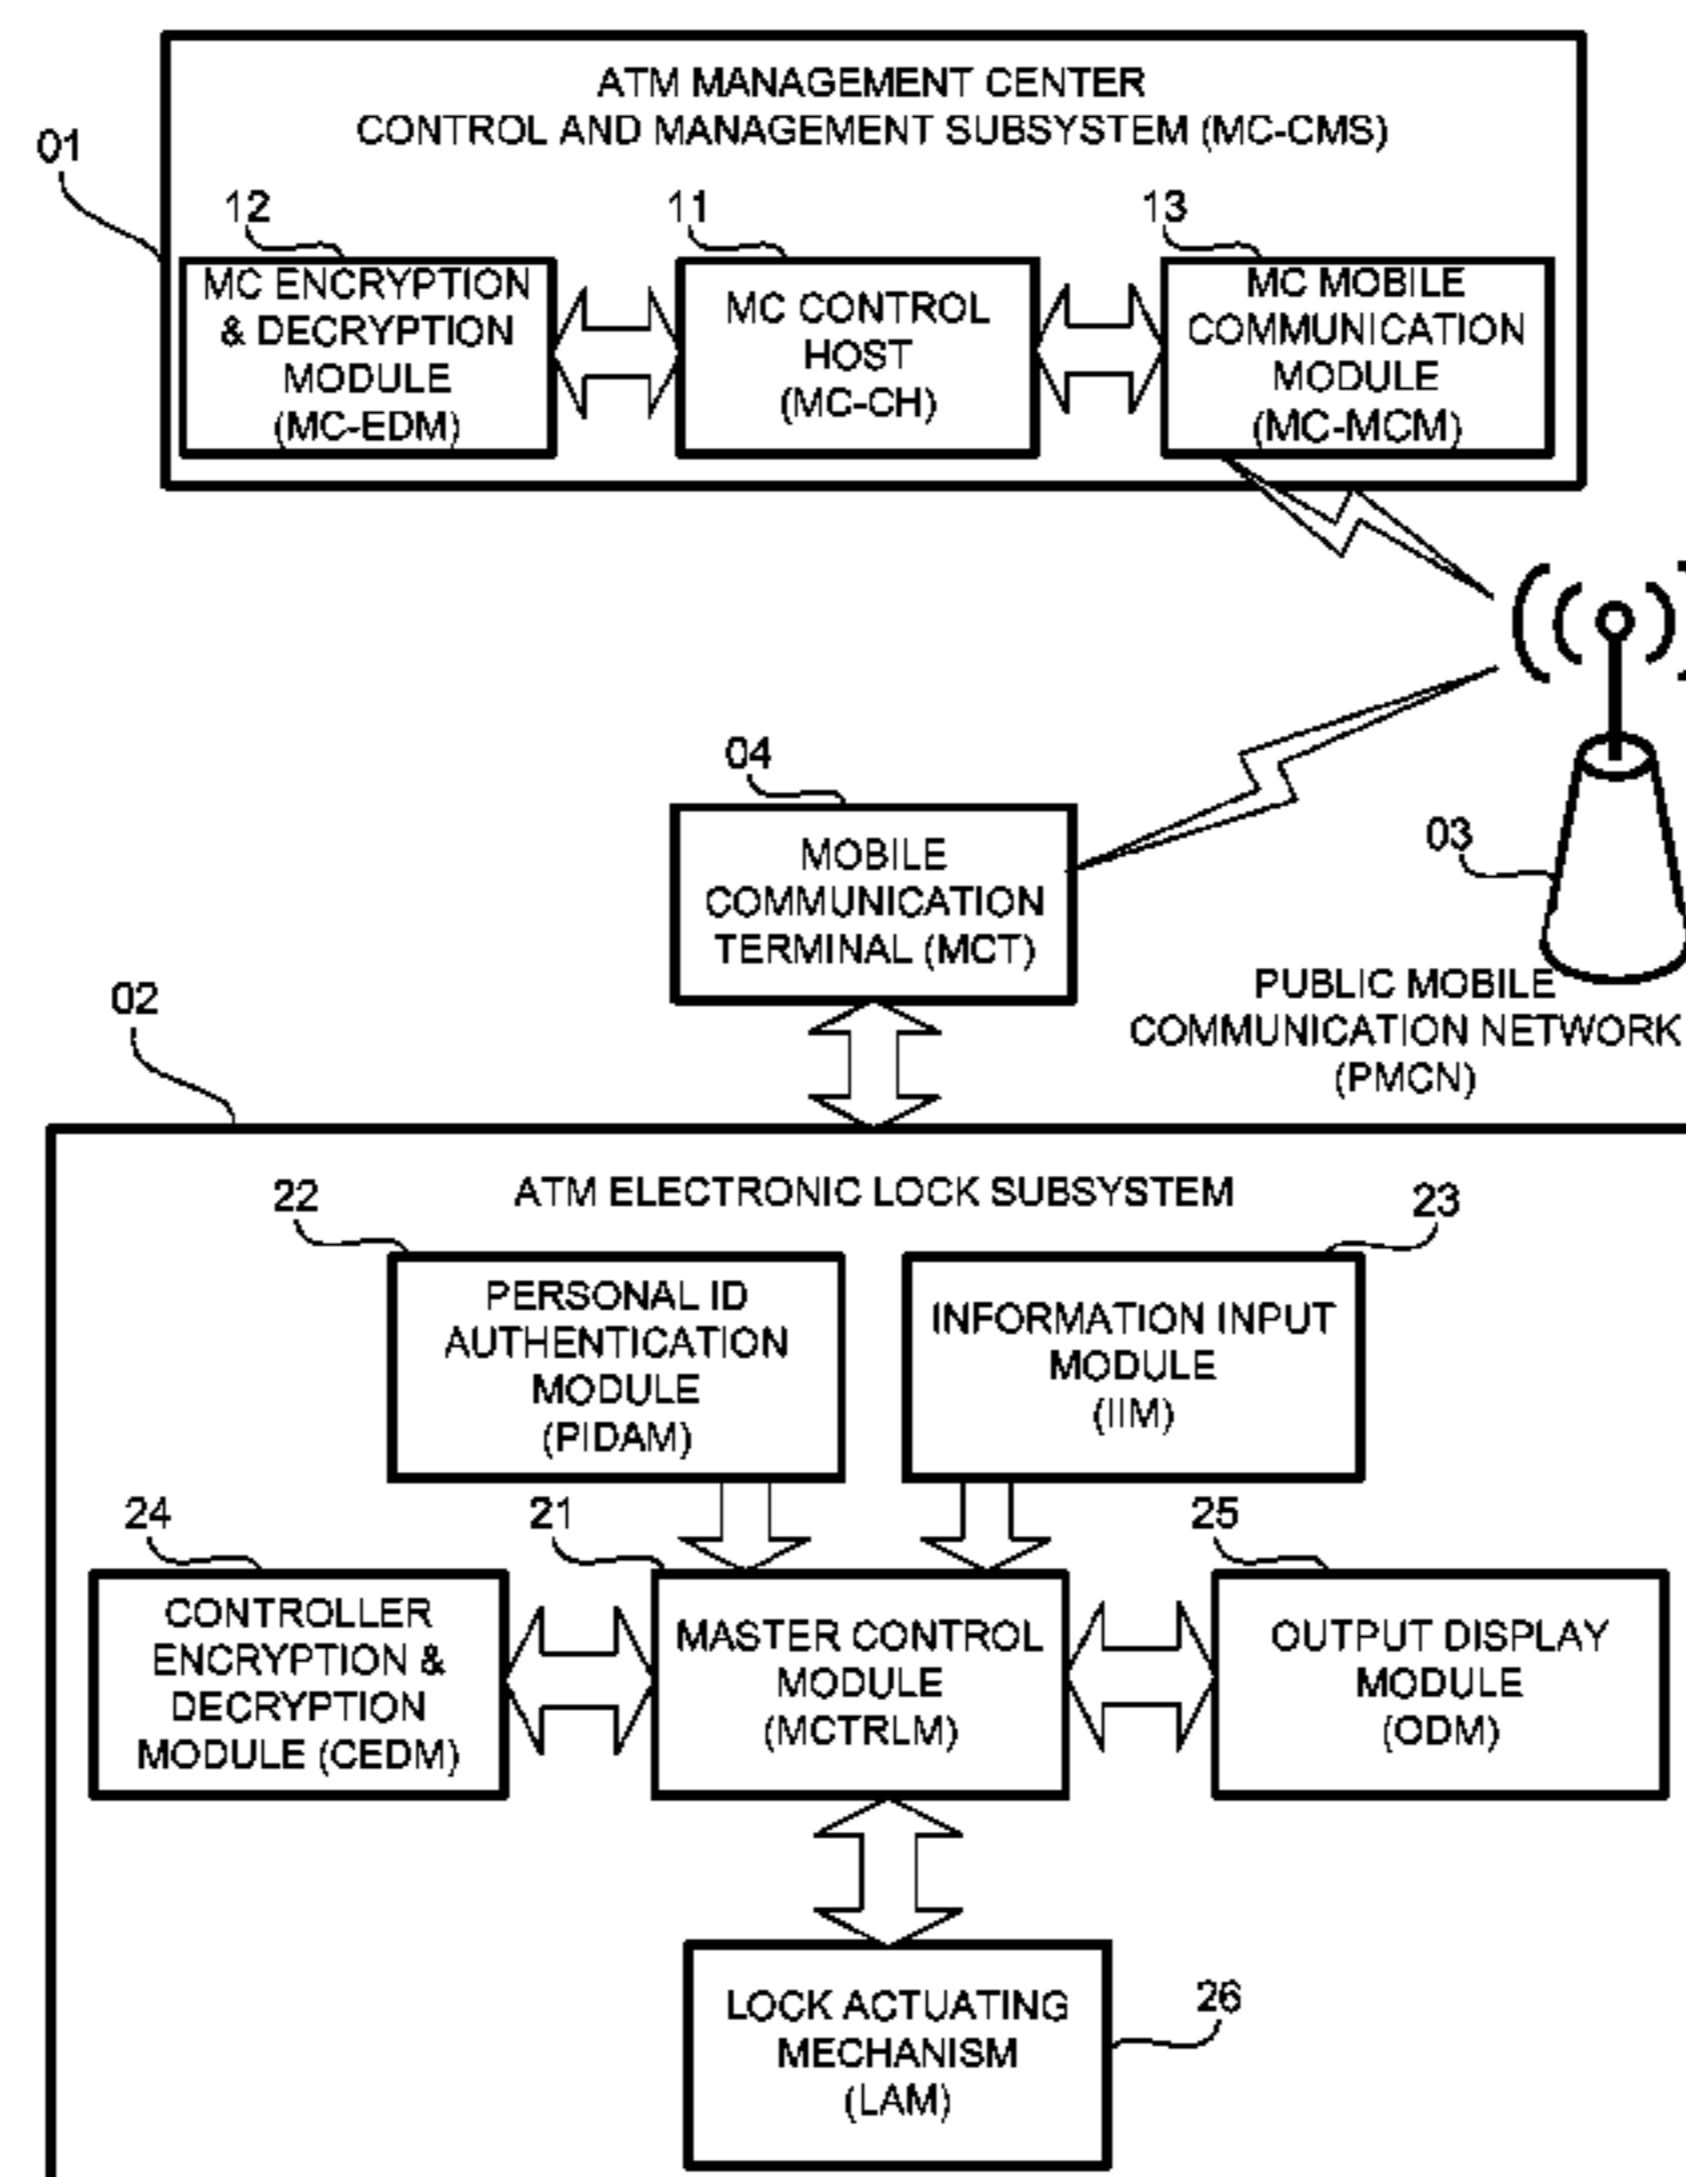 ATM MANAGEMENT CENTER
CONTROL AND MANAGEMENT SUBSYSTEM (MC-CMS)
01
12
11
13
MC ENCRYPTION
& DECRYPTION
MODULE
(MC-EDM)
MC CONTROL
HOST
(MC-CH)
MC MOBILE
COMMUNICATION
MODULE
(MC-MCM)
04
MOBILE
COMMUNICATION
TERMINAL (MCT)
03
PUBLIC MOBILE
COMMUNICATION NETWORK
(PMCN)
02
ATM ELECTRONIC LOCK SUBSYSTEM
22
23
PERSONAL ID
AUTHENTICATION
MODULE
(PIDAM)
INFORMATION INPUT
MODULE
(IIM)
24
21
25
CONTROLLER
ENCRYPTION &
DECRYPTION
MODULE (CEDM)
MASTER CONTROL
MODULE
(MCTRLM)
OUTPUT DISPLAY
MODULE
(ODM)
LOCK ACTUATING
MECHANISM
(LAM)
26